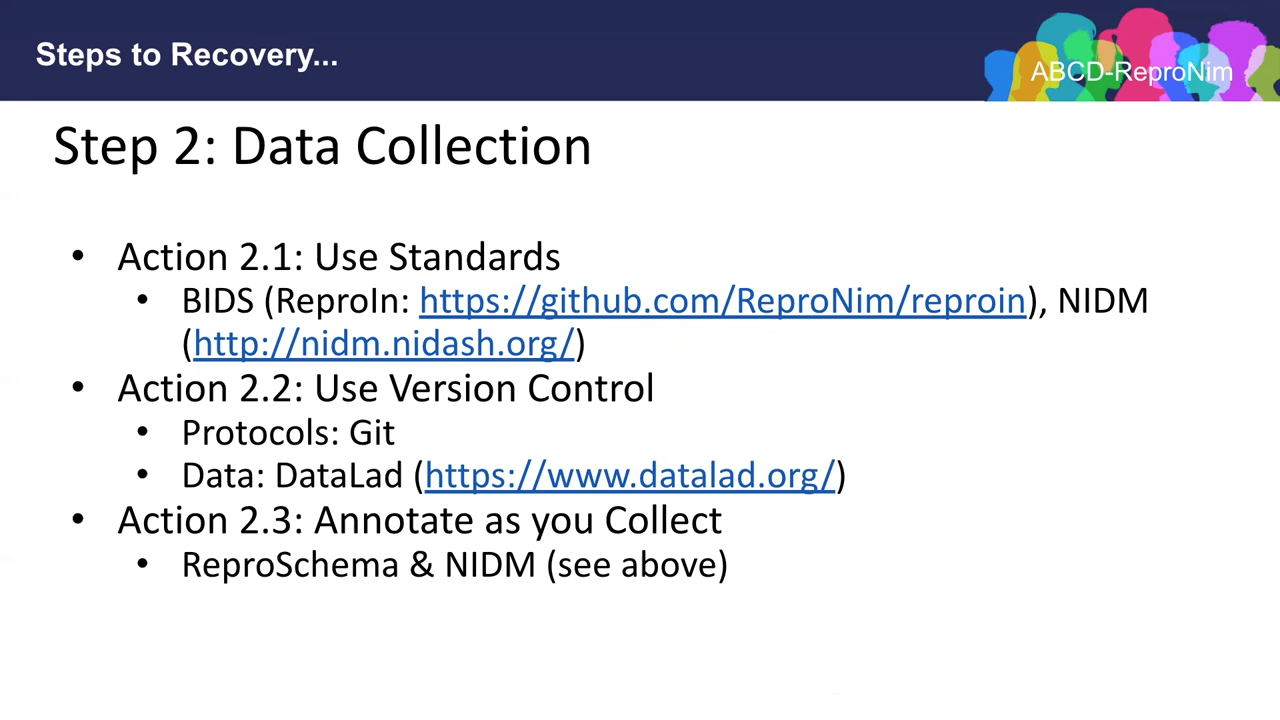 Steps to Recovery...
ABCD-ReproNim
Step 2: Data Collection
• Action 2.1: Use Standards
• BIDS (ReproIn: https://github.com/ReproNim/reproin), NIDM
(http://nidm.nidash.org/)
• Action 2.2: Use Version Control
• Protocols: Git
• Data: DataLad (https://www.datalad.org/)
• Action 2.3: Annotate as you Collect
• ReproSchema & NIDM (see above)